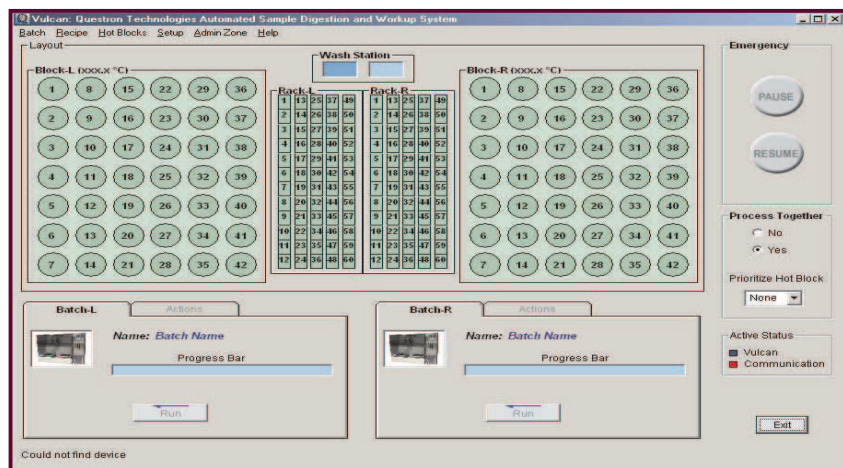 Vulcan: Questron Technologies Automated Sample Digestion and Workup System
Batch Recipe Hot Blocks Setup Admin Zone Help
Layout
Wash Station
Block-L (xxx.x °C)
1 8 15 22 29 36
2 9 16 23 30 37
3 10 17 24 31 38
4 11 18 25 32 39
5 12 19 26 33 40
6 13 20 27 34 41
7 14 21 28 35 42
Rack-L
1 13 25 37 49
2 14 26 38 50
3 15 27 39 51
4 16 28 40 52
5 17 29 41 53
6 18 30 42 54
7 19 31 43 55
8 20 32 44 56
9 21 33 45 57
10 22 34 46 58
11 23 35 47 59
12 24 36 48 60
Rack-R
1 13 25 37 49
2 14 26 38 50
3 15 27 39 51
4 16 28 40 52
5 17 29 41 53
6 18 30 42 54
7 19 31 43 55
8 20 32 44 56
9 21 33 45 57
10 22 34 46 58
11 23 35 47 59
12 24 36 48 60
Block-R (xxx.x °C)
1 8 15 22 29 36
2 9 16 23 30 37
3 10 17 24 31 38
4 11 18 25 32 39
5 12 19 26 33 40
6 13 20 27 34 41
7 14 21 28 35 42
Emergency
PAUSE
RESUME
Process Together
No
Yes
Prioritize Hot Block
None
Active Status
Vulcan
Communication
Exit
Batch-L Actions
Name: Batch Name
Progress Bar
Run
Batch-R Actions
Name: Batch Name
Progress Bar
Run
Could not find device